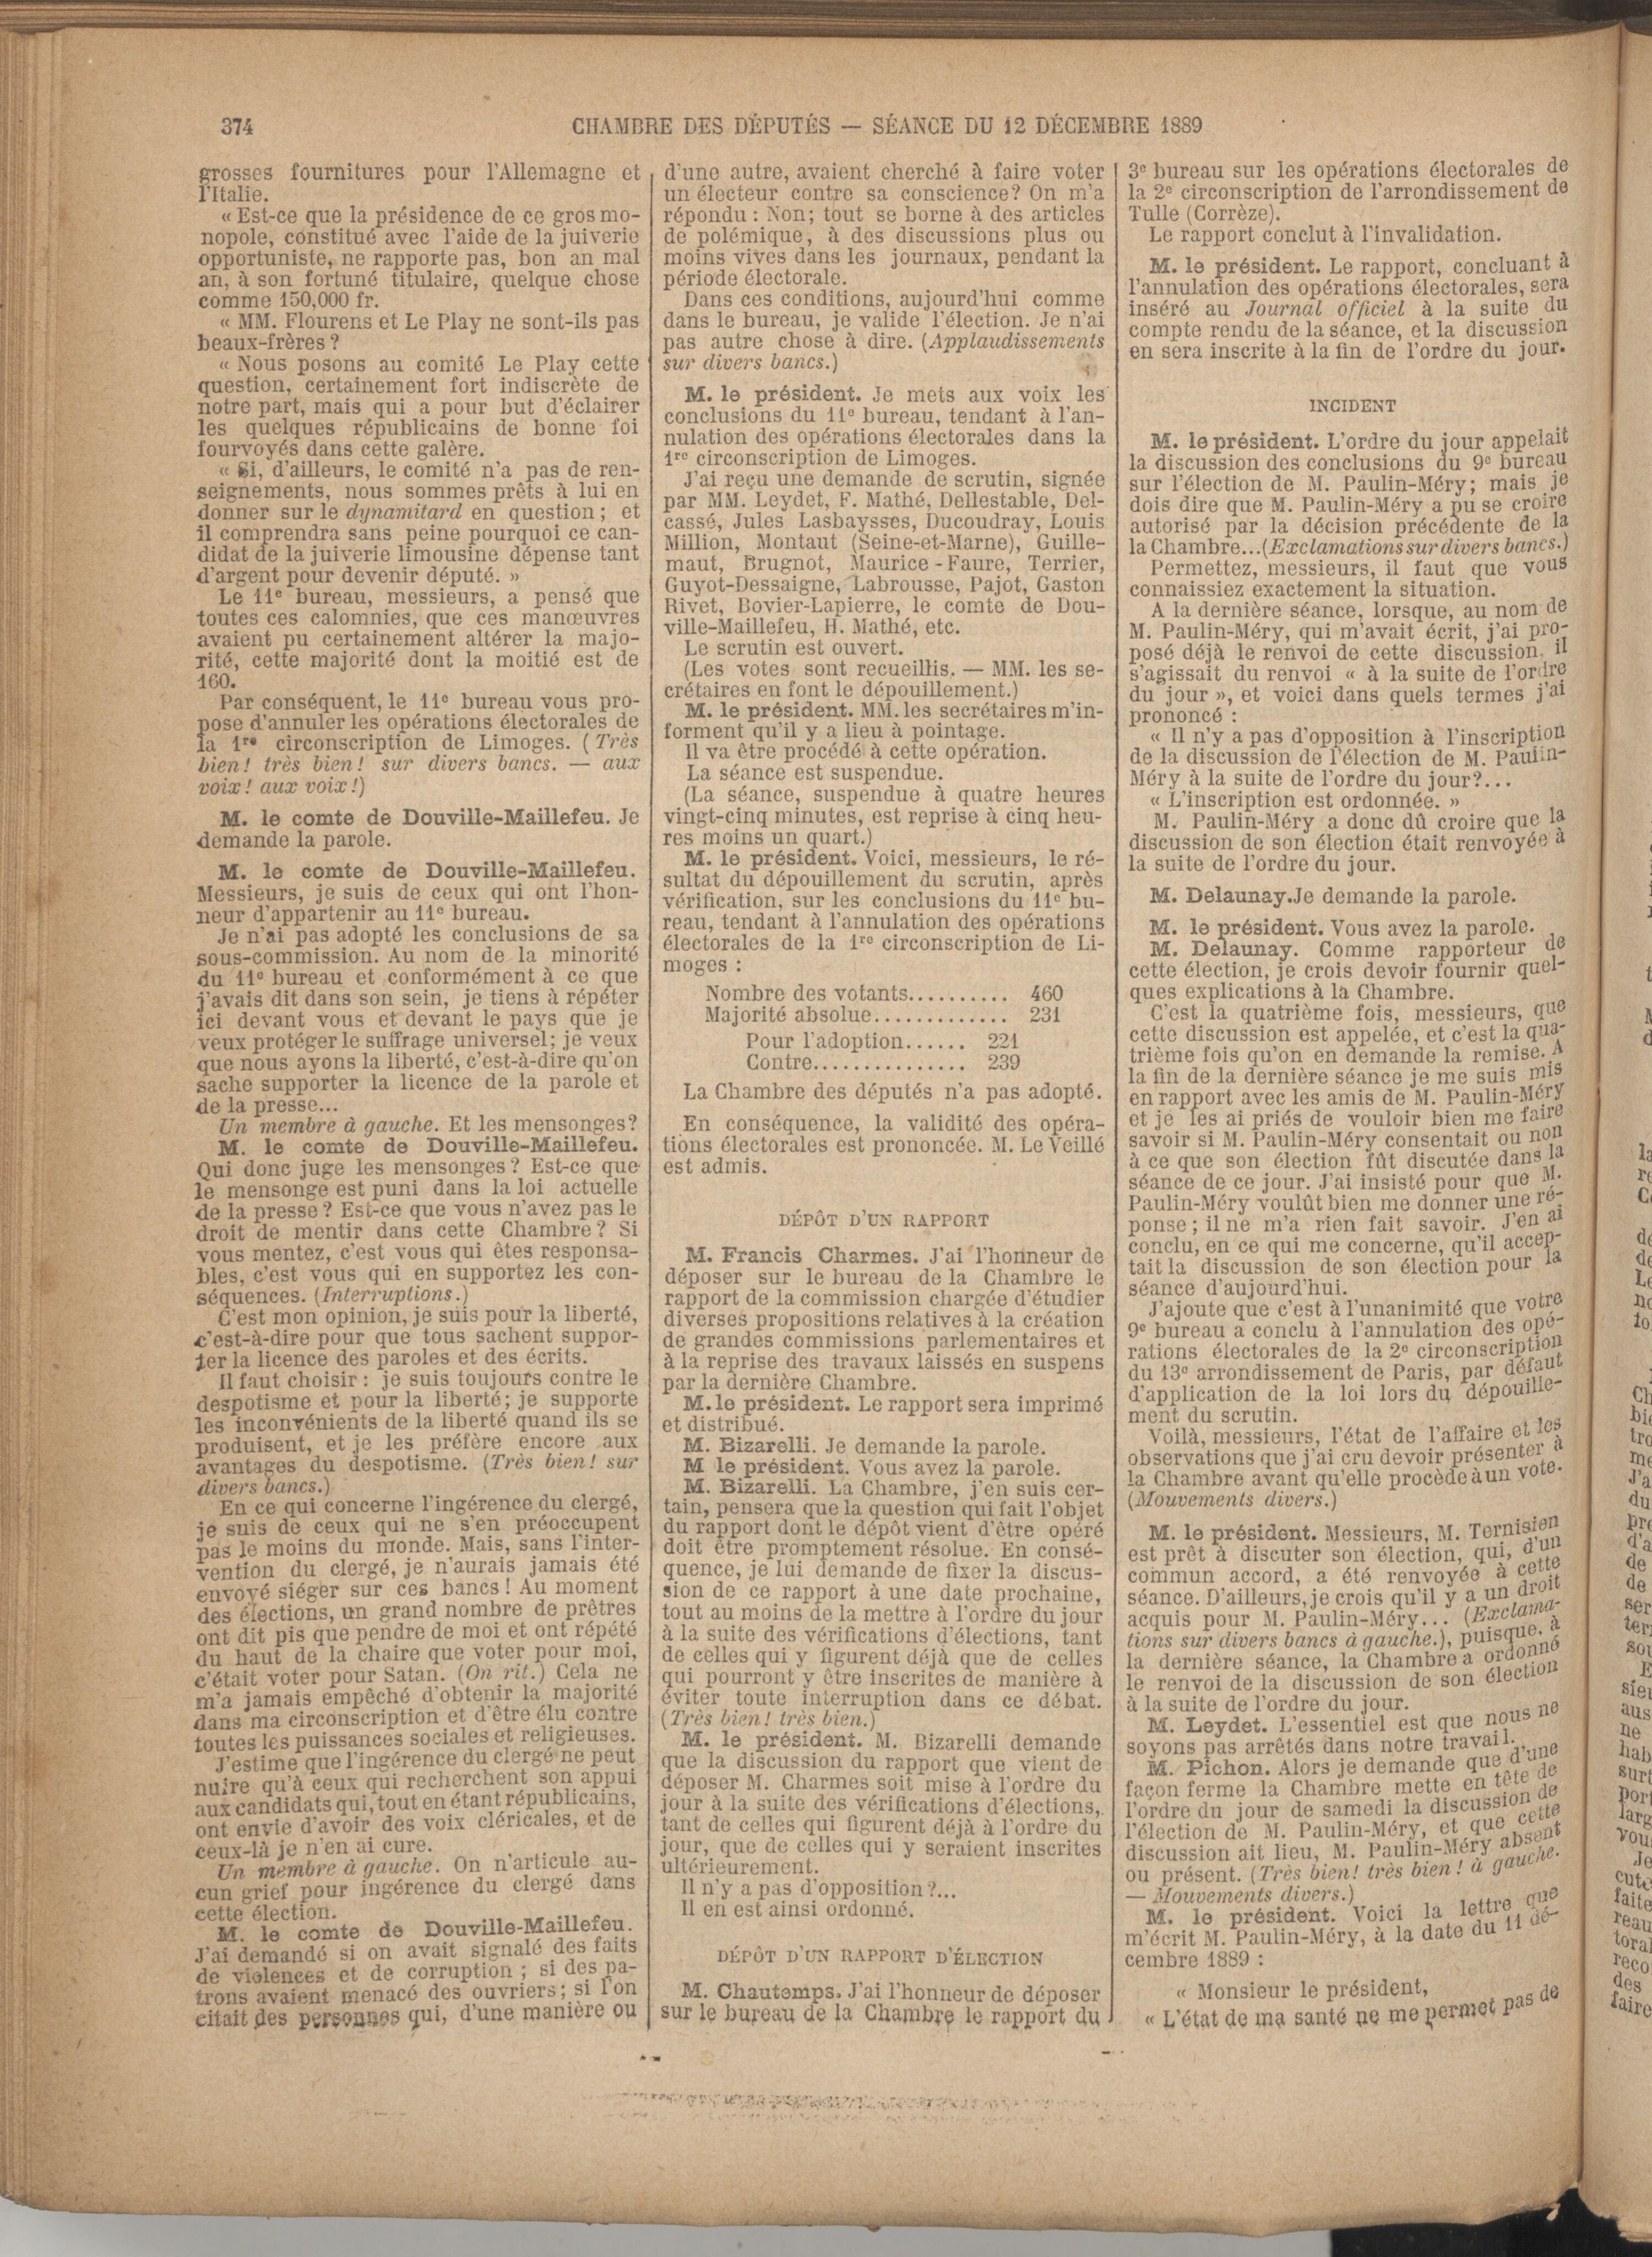 374
CHAMBRE DES DÉPUTÉS — SÉANCE DU 12 DÉCEMBRE 1889
grosses fournitures pour l'Allemagne et
l'Italie.
« Est-ce que la présidence de ce gros mo-
nopole, constitué avec l'aide de la juiverie
opportuniste, ne rapporte pas, bon an mal
an, à son fortuné titulaire, quelque chose
comme 150,000 fr.
« MM. Flourens et Le Play ne sont-ils pas
beaux-frères ?
« Nous posons au comité Le Play cette
question, certainement fort indiscrète de
notre part, mais qui a pour but d'éclairer
les quelques républicains de bonne foi
fourvoyés dans cette galère.
« Si, d'ailleurs, le comité n'a pas de ren-
seignements, nous sommes prêts à lui en
donner sur le dynamitard en question ; et
il comprendra sans peine pourquoi ce can-
didat de la juiverie limousine dépense tant
d'argent pour devenir député. »
Le 11e bureau, messieurs, a pensé que
toutes ces calomnies, que ces manœuvres
avaient pu certainement altérer la majo-
rité, cette majorité dont la moitié est de
160.
Par conséquent, le 11e bureau vous pro-
pose d'annuler les opérations électorales de
la 1re circonscription de Limoges. (Très
bien! très bien! sur divers bancs. — aux
voix! aux voix!)
M. le comte de Douville-Maillefeu. Je
demande la parole.
M. le comte de Douville-Maillefeu.
Messieurs, je suis de ceux qui ont l'hon-
neur d'appartenir au 11e bureau.
Je n'ai pas adopté les conclusions de sa
sous-commission. Au nom de la minorité
du 11e bureau et conformément à ce que
j'avais dit dans son sein, je tiens à répéter
ici devant vous et devant le pays que je
veux protéger le suffrage universel; je veux
que nous ayons la liberté, c'est-à-dire qu'on
sache supporter la licence de la parole et
de la presse...
Un membre à gauche. Et les mensonges?
M. le comte de Douville-Maillefeu.
Qui donc juge les mensonges? Est-ce que
le mensonge est puni dans la loi actuelle
de la presse? Est-ce que vous n'avez pas le
droit de mentir dans cette Chambre? Si
vous mentez, c'est vous qui êtes responsa-
bles, c'est vous qui en supportez les con-
séquences. (Interruptions.)
C'est mon opinion, je suis pour la liberté,
c'est-à-dire pour que tous sachent suppor-
ter la licence des paroles et des écrits.
Il faut choisir : je suis toujours contre le
despotisme et pour la liberté; je supporte
les inconvénients de la liberté quand ils se
produisent, et je les préfère encore aux
avantages du despotisme. (Très bien! sur
divers bancs.)
En ce qui concerne l'ingérence du clergé,
je suis de ceux qui ne s'en préoccupent
pas le moins du monde. Mais, sans l'inter-
vention du clergé, je n'aurais jamais été
envoyé siéger sur ces bancs! Au moment
des élections, un grand nombre de prêtres
ont dit pis que pendre de moi et ont répété
du haut de la chaire que voter pour moi,
c'était voter pour Satan. (On rit.) Cela ne
m'a jamais empêché d'obtenir la majorité
dans ma circonscription et d'être élu contre
toutes les puissances sociales et religieuses.
J'estime que l'ingérence du clergé ne peut
nuire qu'à ceux qui recherchent son appui
aux candidats qui, tout en étant républicains,
ont envie d'avoir des voix cléricales, et de
ceux-là je n'en ai cure.
Un membre à gauche. On n'articule au-
cun grief pour ingérence du clergé dans
cette élection.
M. le comte de Douville-Maillefeu.
J'ai demandé si on avait signalé des faits
de violences et de corruption ; si des pa-
trons avaient menacé des ouvriers ; si l'on
citait des personnes qui, d'une manière ou
d'une autre, avaient cherché à faire voter
un électeur contre sa conscience? On m'a
répondu : Non; tout se borne à des articles
de polémique, à des discussions plus ou
moins vives dans les journaux, pendant la
période électorale.
Dans ces conditions, aujourd'hui comme
dans le bureau, je valide l'élection. Je n'ai
pas autre chose à dire. (Applaudissements
sur divers bancs.)
M. le président. Je mets aux voix les
conclusions du 11e bureau, tendant à l'an-
nulation des opérations électorales dans la
1re circonscription de Limoges.
J'ai reçu une demande de scrutin, signée
par MM. Leydet, F. Mathé, Dellestable, Del-
cassé, Jules Lasbaysses, Ducoudray, Louis
Million, Montaut (Seine-et-Marne), Guille-
maut, Brugnot, Maurice-Faure, Terrier,
Guyot-Dessaigne, Labrousse, Pajot, Gaston
Rivet, Bovier-Lapierre, le comte de Dou-
ville-Maillefeu, H. Mathé, etc.
Le scrutin est ouvert.
(Les votes sont recueillis. — MM. les se-
crétaires en font le dépouillement.)
M. le président. MM. les secrétaires m'in-
forment qu'il y a lieu à pointage.
Il va être procédé à cette opération.
La séance est suspendue.
(La séance, suspendue à quatre heures
vingt-cinq minutes, est reprise à cinq heu-
res moins un quart.)
M. le président. Voici, messieurs, le ré-
sultat du dépouillement du scrutin, après
vérification, sur les conclusions du 11e bu-
reau, tendant à l'annulation des opérations
électorales de la 1re circonscription de Li-
moges :
Nombre des votants.......... 460
Majorité absolue............. 231
Pour l'adoption...... 221
Contre............... 239
La Chambre des députés n'a pas adopté.
En conséquence, la validité des opéra-
tions électorales est prononcée. M. Le Veillé
est admis.
DÉPÔT D'UN RAPPORT
M. Francis Charmes. J'ai l'honneur de
déposer sur le bureau de la Chambre le
rapport de la commission chargée d'étudier
diverses propositions relatives à la création
de grandes commissions parlementaires et
à la reprise des travaux laissés en suspens
par la dernière Chambre.
M. le président. Le rapport sera imprimé
et distribué.
M. Bizarelli. Je demande la parole.
M le président. Vous avez la parole.
M. Bizarelli. La Chambre, j'en suis cer-
tain, pensera que la question qui fait l'objet
du rapport dont le dépôt vient d'être opéré
doit être promptement résolue. En consé-
quence, je lui demande de fixer la discus-
sion de ce rapport à une date prochaine,
tout au moins de la mettre à l'ordre du jour
à la suite des vérifications d'élections, tant
de celles qui y figurent déjà que de celles
qui pourront y être inscrites de manière à
éviter toute interruption dans ce débat.
(Très bien! très bien.)
M. le président. M. Bizarelli demande
que la discussion du rapport que vient de
déposer M. Charmes soit mise à l'ordre du
jour à la suite des vérifications d'élections,
tant de celles qui figurent déjà à l'ordre du
jour, que de celles qui y seraient inscrites
ultérieurement.
Il n'y a pas d'opposition ?...
Il en est ainsi ordonné.
DÉPÔT D'UN RAPPORT D'ÉLECTION
M. Chautemps. J'ai l'honneur de déposer
sur le bureau de la Chambre le rapport du
3e bureau sur les opérations électorales de
la 2e circonscription de l'arrondissement de
Tulle (Corrèze).
Le rapport conclut à l'invalidation.
M. le président. Le rapport, concluant à
l'annulation des opérations électorales, sera
inséré au Journal officiel à la suite du
compte rendu de la séance, et la discussion
en sera inscrite à la fin de l'ordre du jour.
INCIDENT
M. le président. L'ordre du jour appelait
la discussion des conclusions du 9e bureau
sur l'élection de M. Paulin-Méry; mais je
dois dire que M. Paulin-Méry a pu se croire
autorisé par la décision précédente de la
la Chambre...(Exclamations sur divers bancs.)
Permettez, messieurs, il faut que vous
connaissiez exactement la situation.
A la dernière séance, lorsque, au nom de
M. Paulin-Méry, qui m'avait écrit, j'ai pro-
posé déjà le renvoi de cette discussion, il
s'agissait du renvoi « à la suite de l'ordre
du jour », et voici dans quels termes j'ai
prononcé :
« Il n'y a pas d'opposition à l'inscription
de la discussion de l'élection de M. Paulin-
Méry à la suite de l'ordre du jour?...
« L'inscription est ordonnée. »
M. Paulin-Méry a donc dû croire que la
discussion de son élection était renvoyée à
la suite de l'ordre du jour.
M. Delaunay. Je demande la parole.
M. le président. Vous avez la parole.
M. Delaunay. Comme rapporteur de
cette élection, je crois devoir fournir quel-
ques explications à la Chambre.
C'est la quatrième fois, messieurs, que
cette discussion est appelée, et c'est la qua-
trième fois qu'on en demande la remise. A
la fin de la dernière séance je me suis mis
en rapport avec les amis de M. Paulin-Méry
et je les ai priés de vouloir bien me faire
savoir si M. Paulin-Méry consentait ou non
à ce que son élection fût discutée dans la
séance de ce jour. J'ai insisté pour que M.
Paulin-Méry voulût bien me donner une ré-
ponse ; il ne m'a rien fait savoir. J'en ai
conclu, en ce qui me concerne, qu'il accep-
tait la discussion de son élection pour la
séance d'aujourd'hui.
J'ajoute que c'est à l'unanimité que votre
9e bureau a conclu à l'annulation des opé-
rations électorales de la 2e circonscription
du 13e arrondissement de Paris, par défaut
d'application de la loi lors du dépouille-
ment du scrutin.
Voilà, messieurs, l'état de l'affaire et les
observations que j'ai cru devoir présenter à
la Chambre avant qu'elle procède à un vote.
(Mouvements divers.)
M. le président. Messieurs, M. Ternisien
est prêt à discuter son élection, qui, d'un
commun accord, a été renvoyée à cette
séance. D'ailleurs, je crois qu'il y a un droit
acquis pour M. Paulin-Méry... (Exclama-
tions sur divers bancs à gauche.), puisque, à
la dernière séance, la Chambre a ordonné
le renvoi de la discussion de son élection
à la suite de l'ordre du jour.
M. Leydet. L'essentiel est que nous ne
soyons pas arrêtés dans notre travail.
M. Pichon. Alors je demande que d'une
façon ferme la Chambre mette en tête de
l'ordre du jour de samedi la discussion de
l'élection de M. Paulin-Méry, et que cette
discussion ait lieu, M. Paulin-Méry absent
ou présent. (Très bien! très bien! à gauche.
— Mouvements divers.)
M. le président. Voici la lettre que
m'écrit M. Paulin-Méry, à la date du 11 dé-
cembre 1889 :
« Monsieur le président,
« L'état de ma santé ne me permet pas de